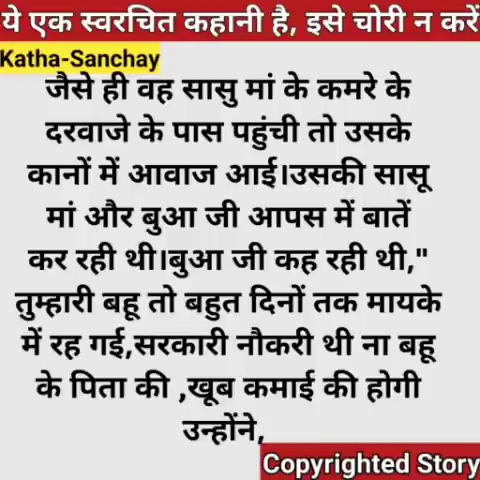 ये एक स्वरचित कहानी है, इसे चोरी न करें
Katha-Sanchay
जैसे ही वह सासु मां के कमरे के
दरवाजे के पास पहुंची तो उसके
कानों में आवाज आई।उसकी सासू
मां और बुआ जी आपस में बातें
कर रही थी।बुआ जी कह रही थी,"
तुम्हारी बहू तो बहुत दिनों तक मायके
में रह गई,सरकारी नौकरी थी ना बहू
के पिता की ,खूब कमाई की होगी
उन्होंने,
Copyrighted Story